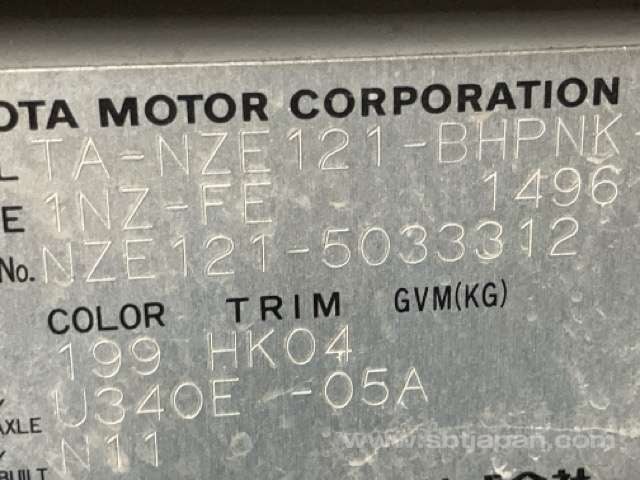 OTA MOTOR CORPORATION
L TA-NZE121-BHPNK
E 1NZ-FE 1496
No. NZE121-5033312
COLOR TRIM GVM(KG)
199 HK04
U340E -05A
AXLE
N11
BUILT
www.sbtjapan.com